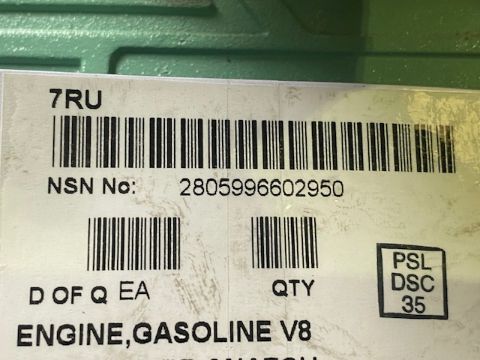 7RU
NSN No: 2805996602950
D OF Q EA QTY
PSL
DSC
35
ENGINE,GASOLINE V8